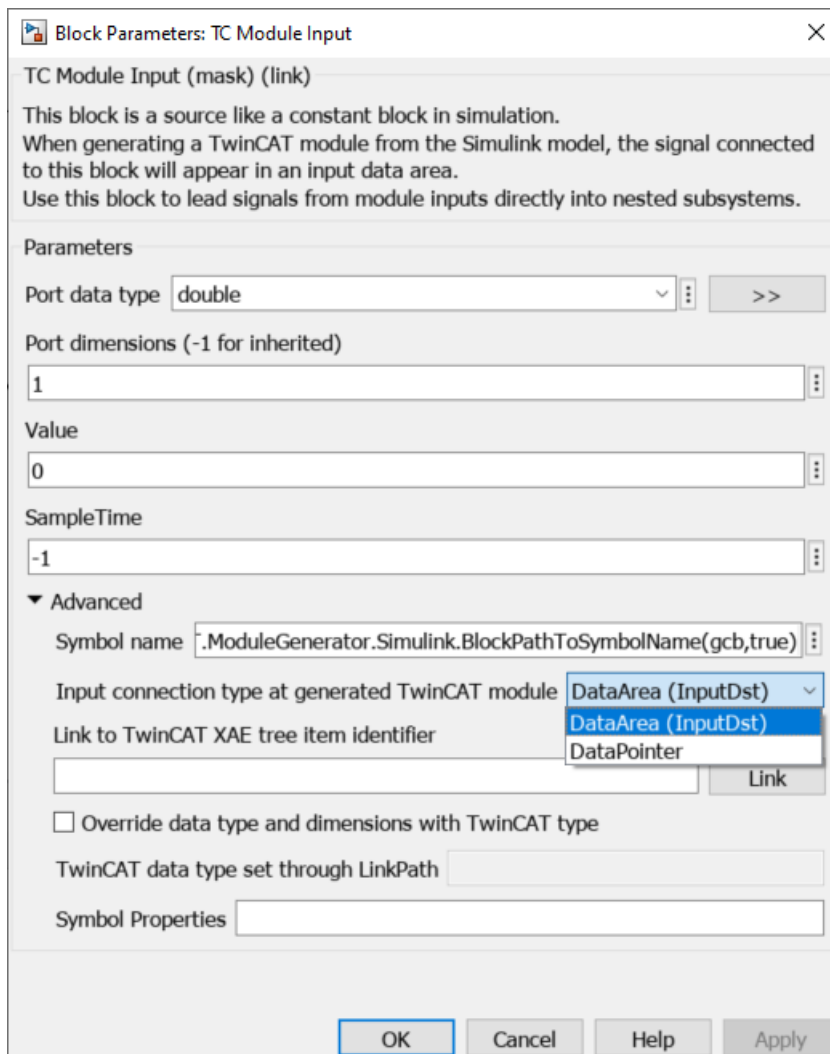 Block Parameters: TC Module Input
TC Module Input (mask) (link)
This block is a source like a constant block in simulation.
When generating a TwinCAT module from the Simulink model, the signal connected
to this block will appear in an input data area.
Use this block to lead signals from module inputs directly into nested subsystems.
Parameters
Port data type double >>
Port dimensions (-1 for inherited)
1
Value
0
SampleTime
-1
Advanced
Symbol name .ModuleGenerator.Simulink.BlockPathToSymbolName(gcb,true)
Input connection type at generated TwinCAT module DataArea (InputDst)
DataArea (InputDst)
DataPointer
Link to TwinCAT XAE tree item identifier
Link
Override data type and dimensions with TwinCAT type
TwinCAT data type set through LinkPath
Symbol Properties
OK Cancel Help Apply